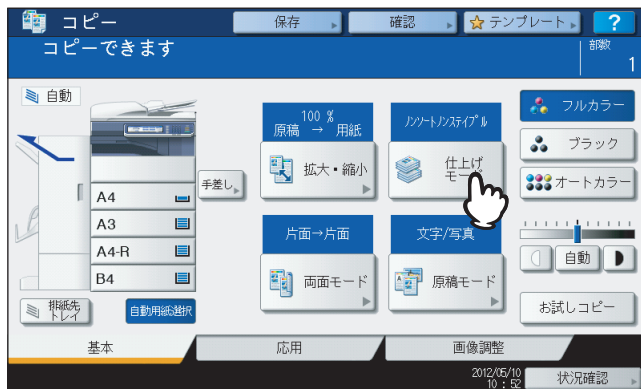 コピー
保存
確認
テンプレート
?
コピーできます
部数
1
自動
100 %
原稿 → 用紙
拡大・縮小
ノンソートノンステイプル
仕上げ
モード
フルカラー
ブラック
オートカラー
手差し
A4
A3
A4-R
B4
片面→片面
両面モード
文字/写真
原稿モード
自動
排紙先
トレイ
自動用紙選択
お試しコピー
基本
応用
画像調整
2012/05/10
10 : 52
状況確認